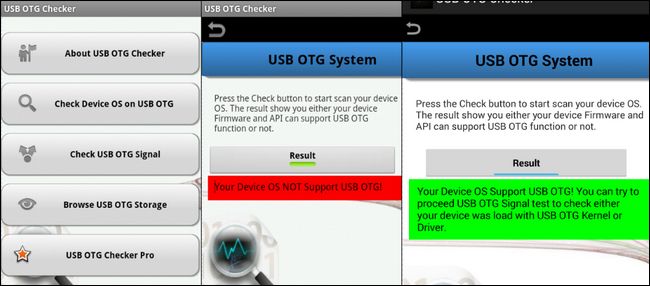 USB OTG Checker
About USB OTG Checker
Check Device OS on USB OTG
Check USB OTG Signal
Browse USB OTG Storage
USB OTG Checker Pro
USB OTG Checker
USB OTG System
Press the Check button to start scan your device
OS. The result show you either your device
Firmware and API can support USB OTG
function or not.
Result
Your Device OS NOT Support USB OTG!
USB OTG Checker
USB OTG System
Press the Check button to start scan your device OS.
The result show you either your device Firmware and
API can support USB OTG function or not.
Result
Your Device OS Support USB OTG! You can try to
proceed USB OTG Signal test to check either
your device was load with USB OTG Kernel or
Driver.